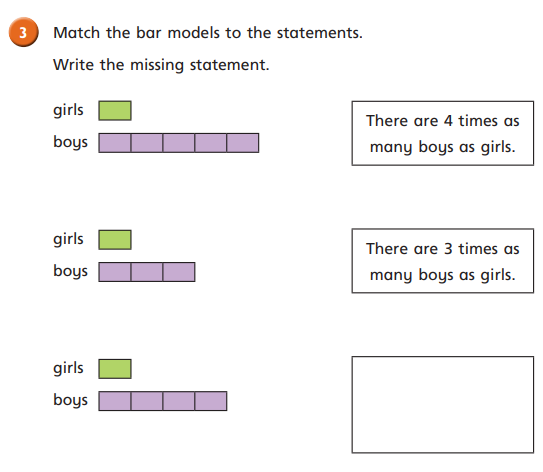 3 Match the bar models to the statements.
Write the missing statement.
girls
boys
There are 4 times as
many boys as girls.
girls
boys
There are 3 times as
many boys as girls.
girls
boys